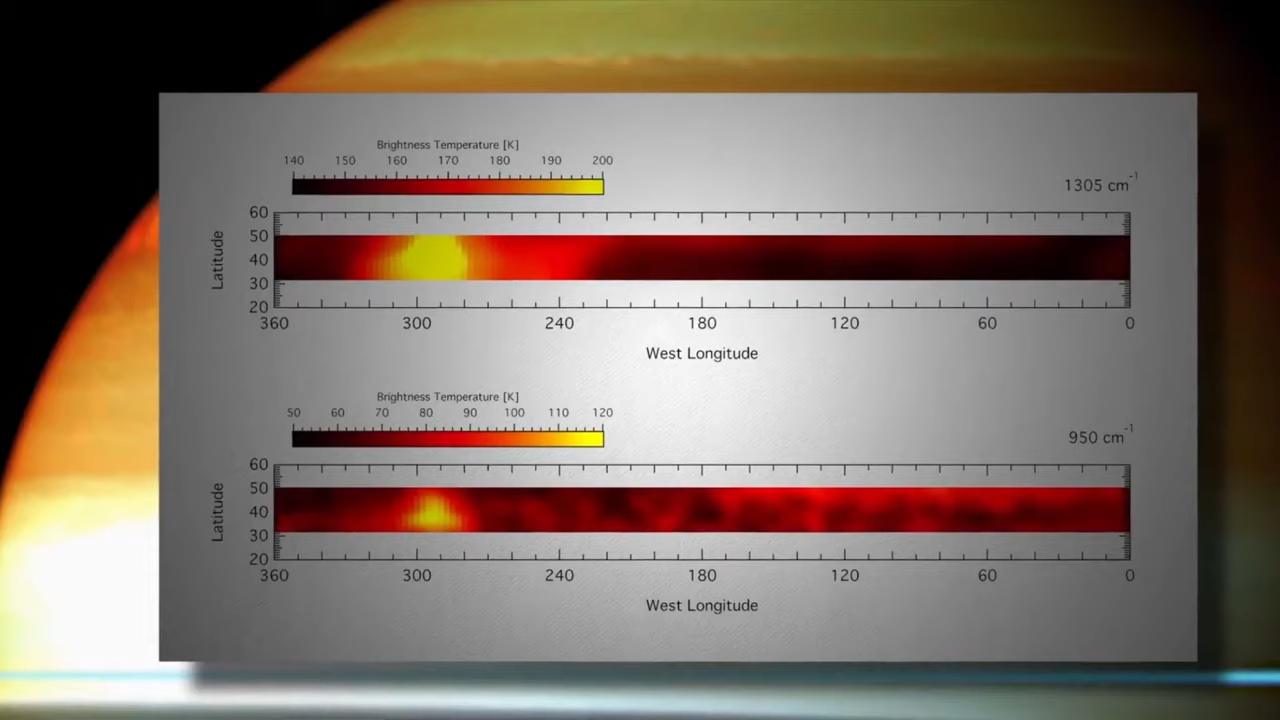 Brightness Temperature [K]
140 150 160 170 180 190 200
1305 cm⁻¹
60
50
40
30
20
Latitude
360 300 240 180 120 60 0
West Longitude
Brightness Temperature [K]
50 60 70 80 90 100 110 120
950 cm⁻¹
60
50
40
30
20
Latitude
360 300 240 180 120 60 0
West Longitude